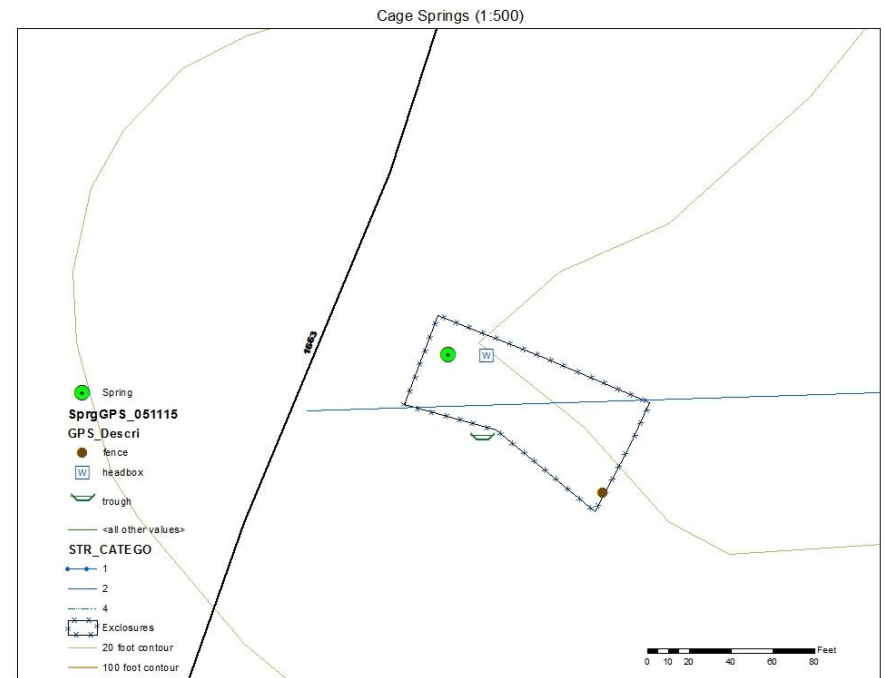 Cage Springs (1:500)
1663
W
Spring
SprgGPS_051115
GPS_Descri
fence
W headbox
trough
<all other values>
STR_CATEGO
1
2
4
Exclosures
20 foot contour
100 foot contour
Feet
0 10 20 40 60 80